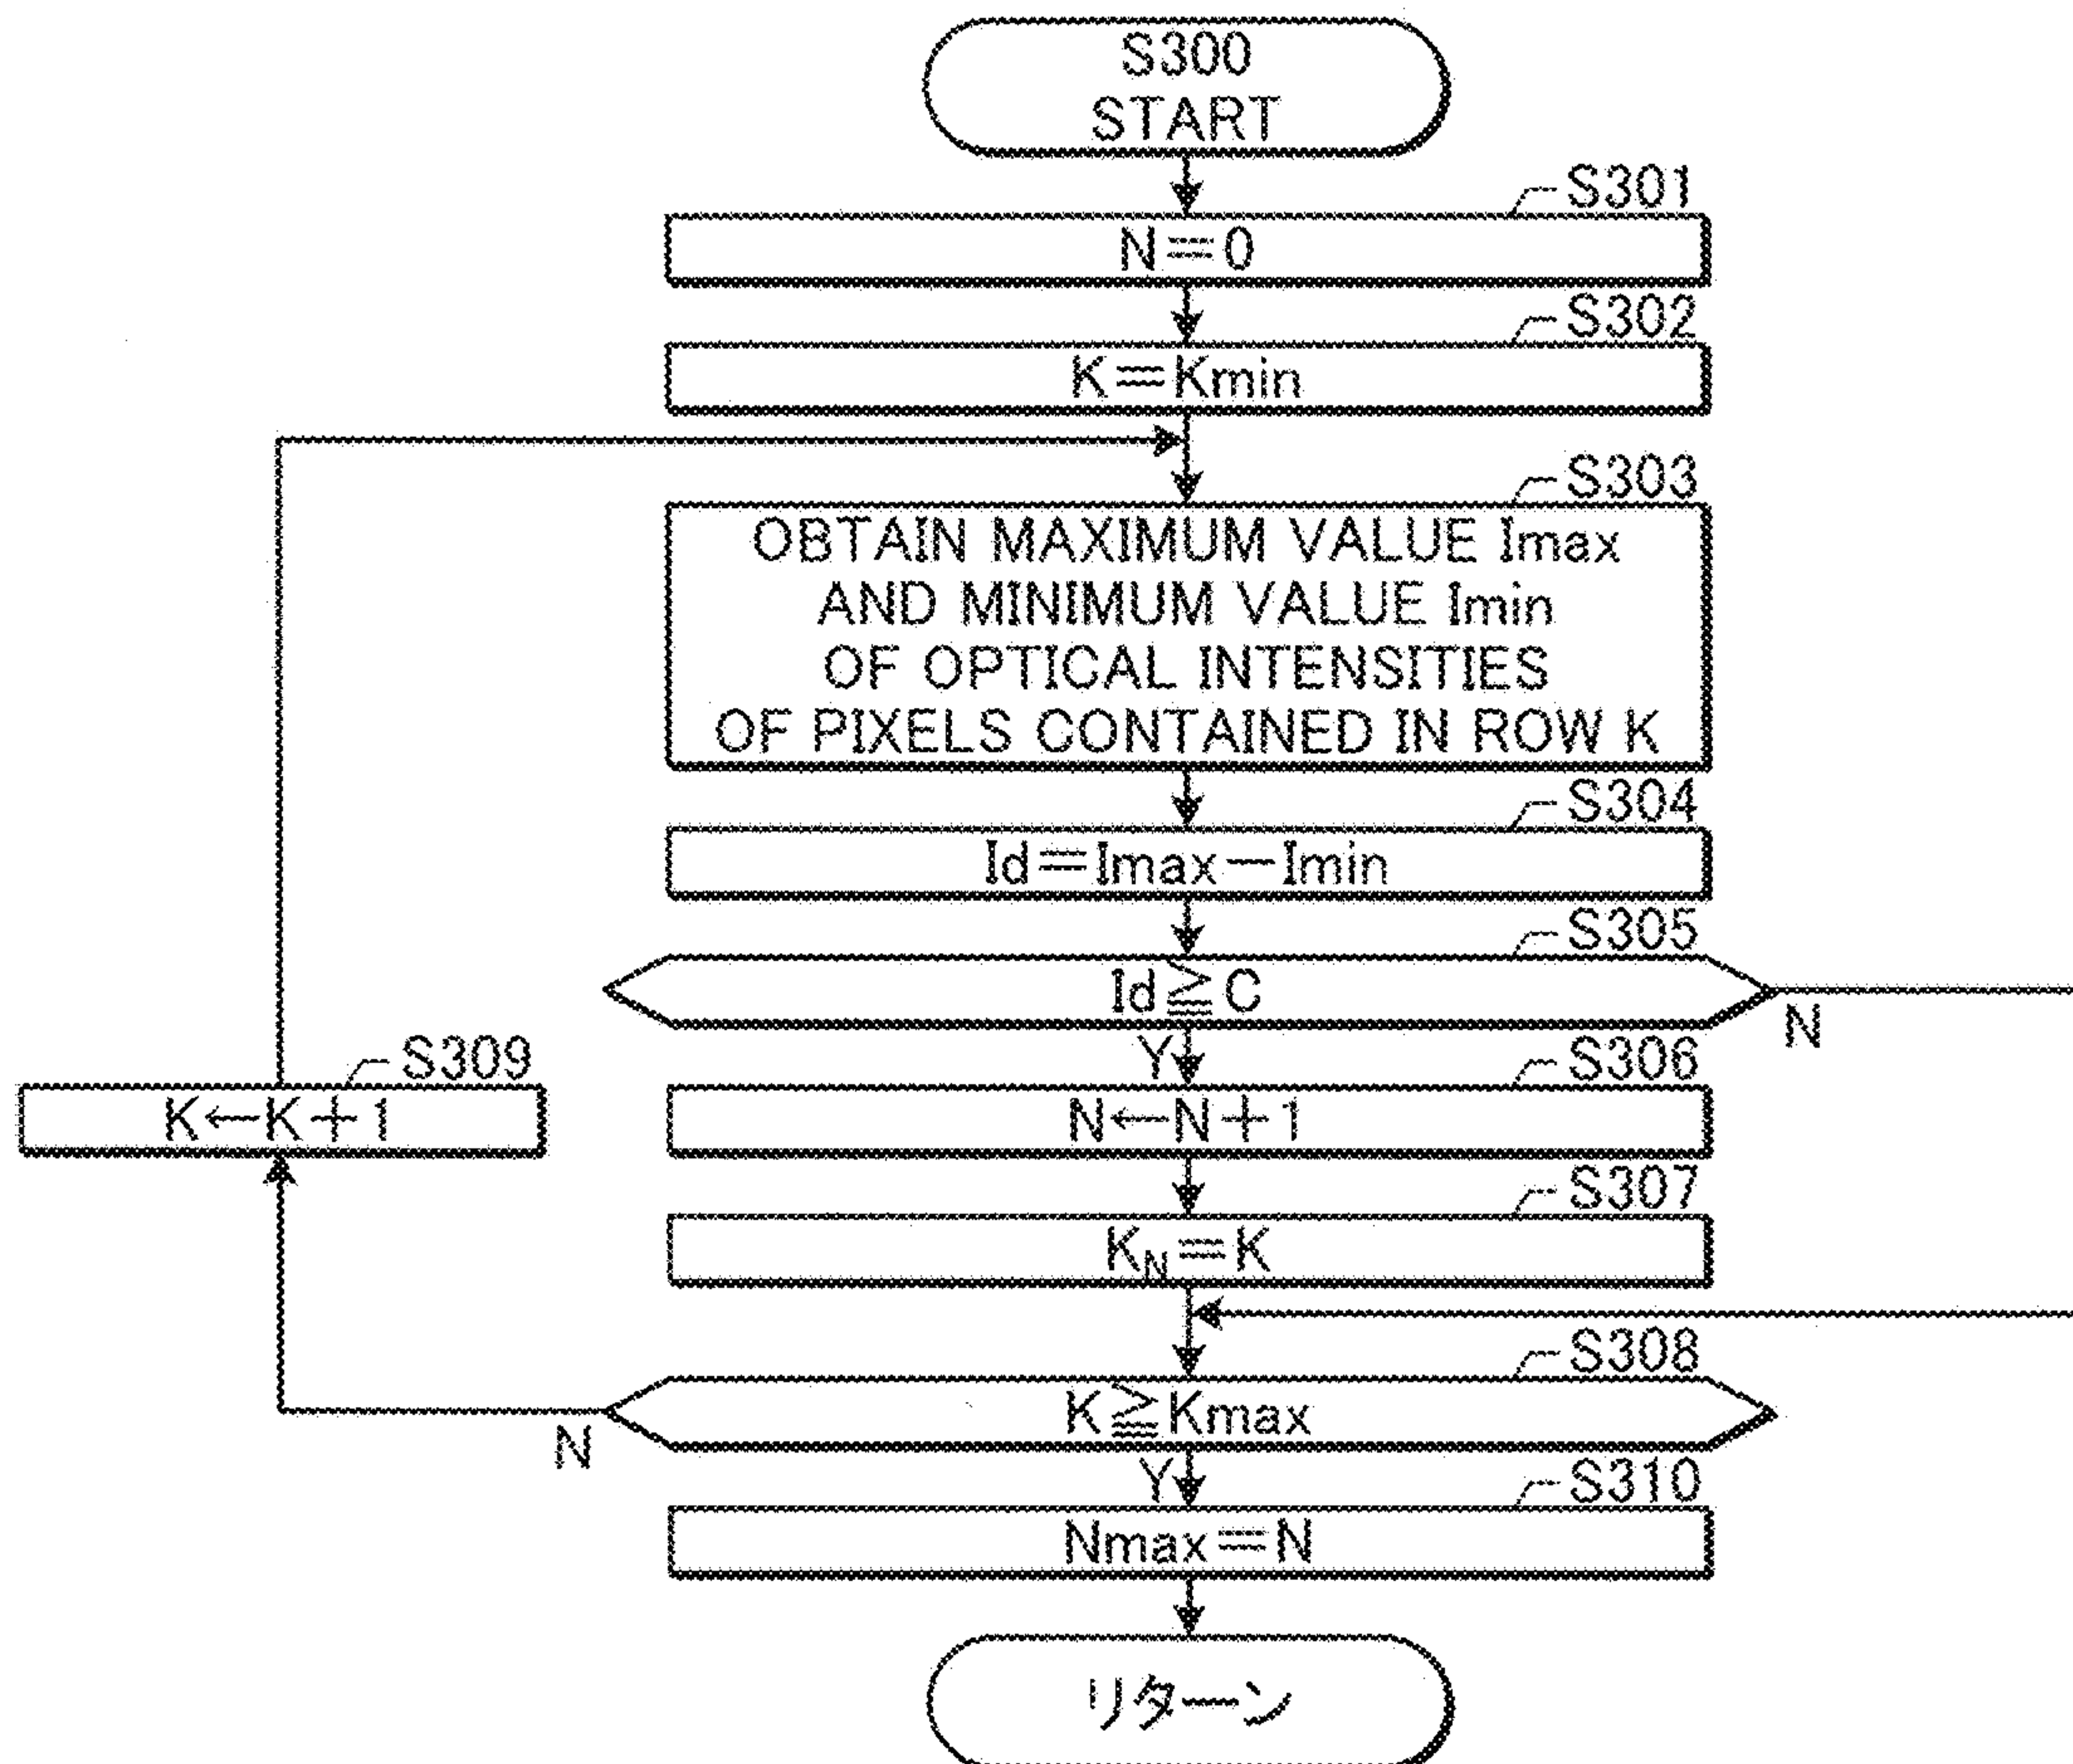 S300
START
S301
N=0
S302
K=Kmin
S303
OBTAIN MAXIMUM VALUE Imax
AND MINIMUM VALUE Imin
OF OPTICAL INTENSITIES
OF PIXELS CONTAINED IN ROW K
S304
Id=Imax−Imin
S305
Id≧C
N
Y
S306
N←N+1
S309
K←K+1
S307
K_N=K
S308
K≧Kmax
N
Y
S310
Nmax=N
リターン